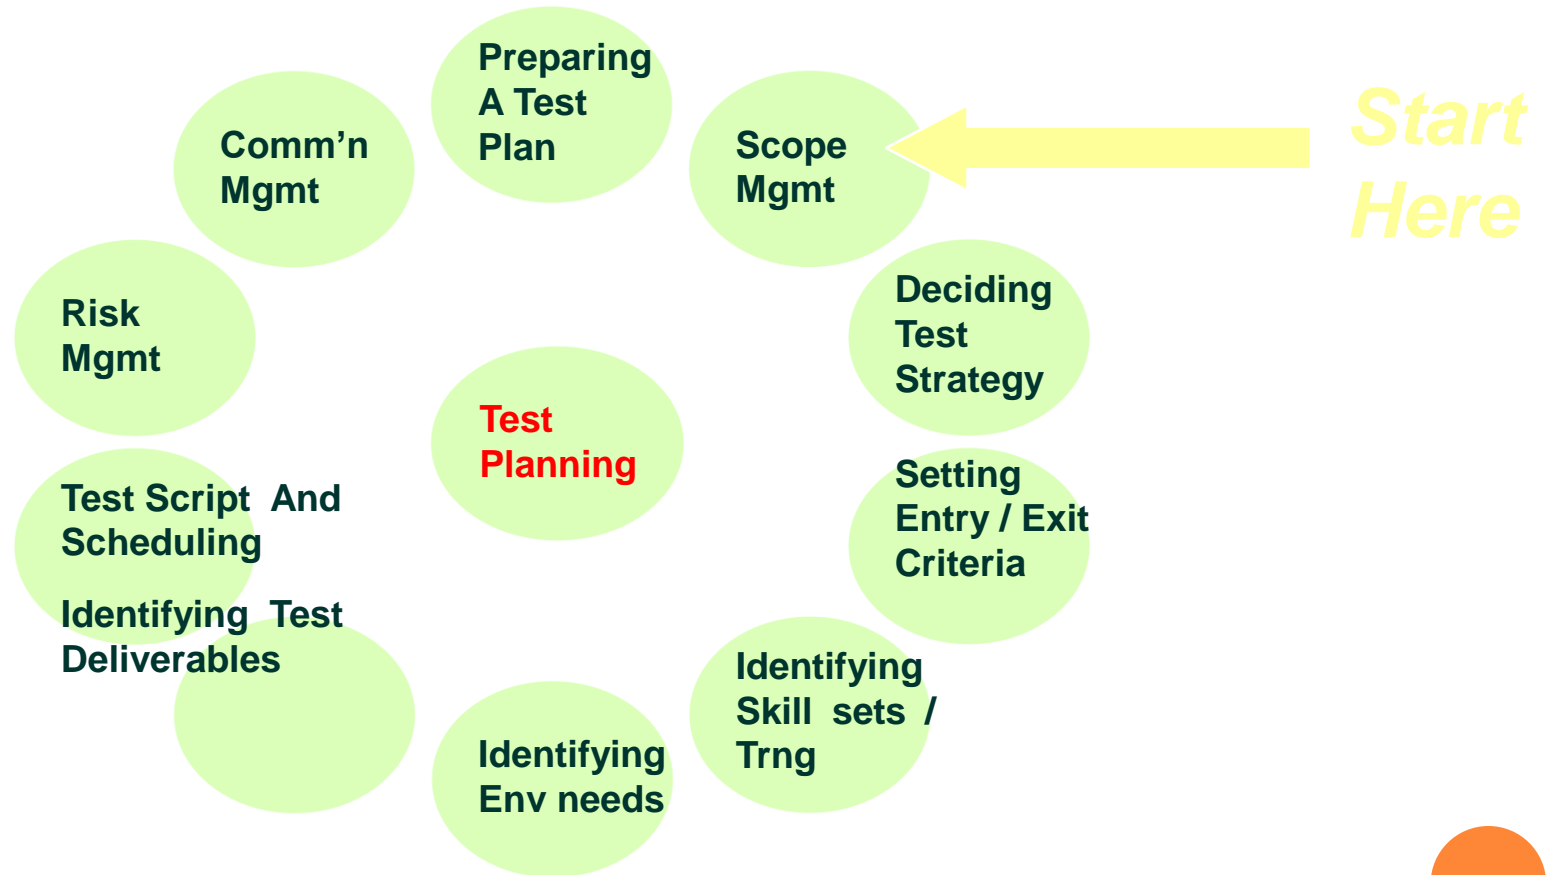 Preparing
A Test
Plan
Comm’n
Mgmt
Scope
Mgmt
Start
Here
Risk
Mgmt
Deciding
Test
Strategy
Test
Planning
Test Script And
Scheduling
Setting
Entry / Exit
Criteria
Identifying Test
Deliverables
Identifying
Skill sets /
Trng
Identifying
Env needs